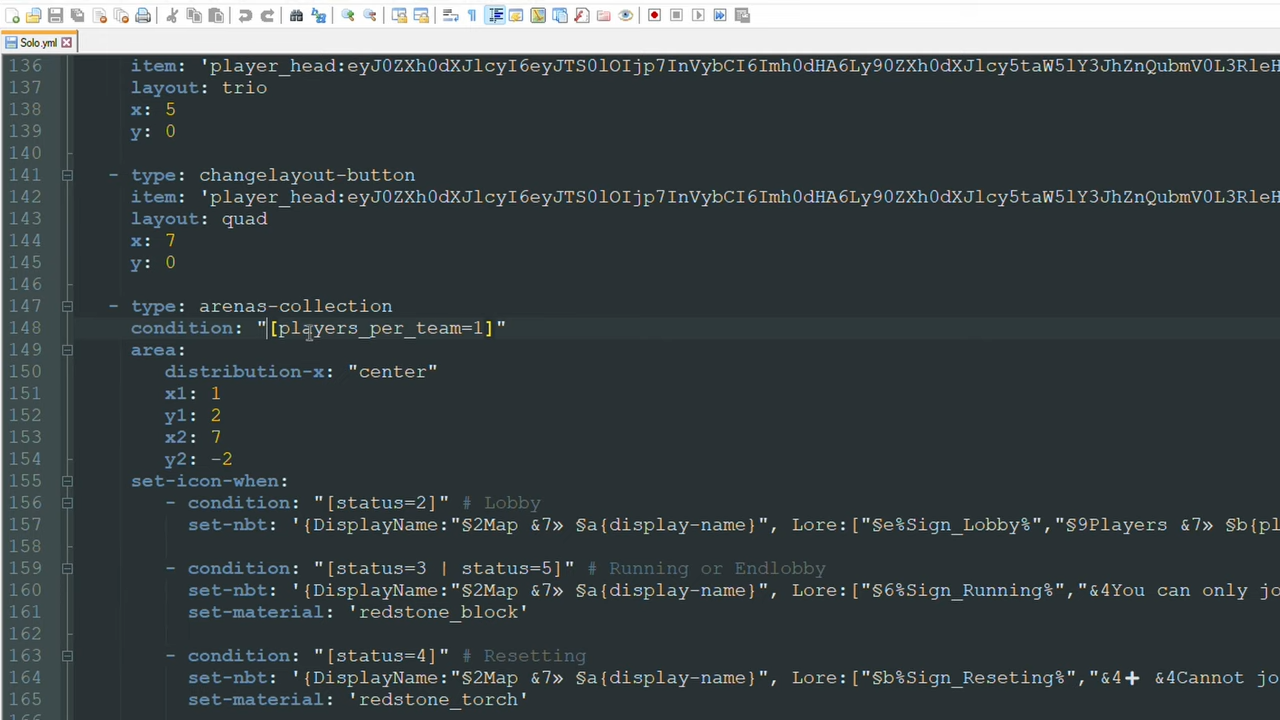 Solo.yml
136 item: 'player_head:eyJ0ZXh0dXJlcyI6eyJTS0lOIjp7InVybCI6Imh0dHA6Ly90ZXh0dXJlcy5taW5lY3JhZnQubmV0L3RleH
137 layout: trio
138 x: 5
139 y: 0
140
141 - type: changelayout-button
142 item: 'player_head:eyJ0ZXh0dXJlcyI6eyJTS0lOIjp7InVybCI6Imh0dHA6Ly90ZXh0dXJlcy5taW5lY3JhZnQubmV0L3RleH
143 layout: quad
144 x: 7
145 y: 0
146
147 - type: arenas-collection
148 condition: "[players_per_team=1]"
149 area:
150 distribution-x: "center"
151 x1: 1
152 y1: 2
153 x2: 7
154 y2: -2
155 set-icon-when:
156 - condition: "[status=2]" # Lobby
157 set-nbt: '{DisplayName:"§2Map &7» §a{display-name}", Lore:["§e%Sign_Lobby%","§9Players &7» §b{pl
158
159 - condition: "[status=3 | status=5]" # Running or Endlobby
160 set-nbt: '{DisplayName:"§2Map &7» §a{display-name}", Lore:["§6%Sign_Running%","&4You can only jo
161 set-material: 'redstone_block'
162
163 - condition: "[status=4]" # Resetting
164 set-nbt: '{DisplayName:"§2Map &7» §a{display-name}", Lore:["§b%Sign_Reseting%","&4✚ &4Cannot jo
165 set-material: 'redstone_torch'